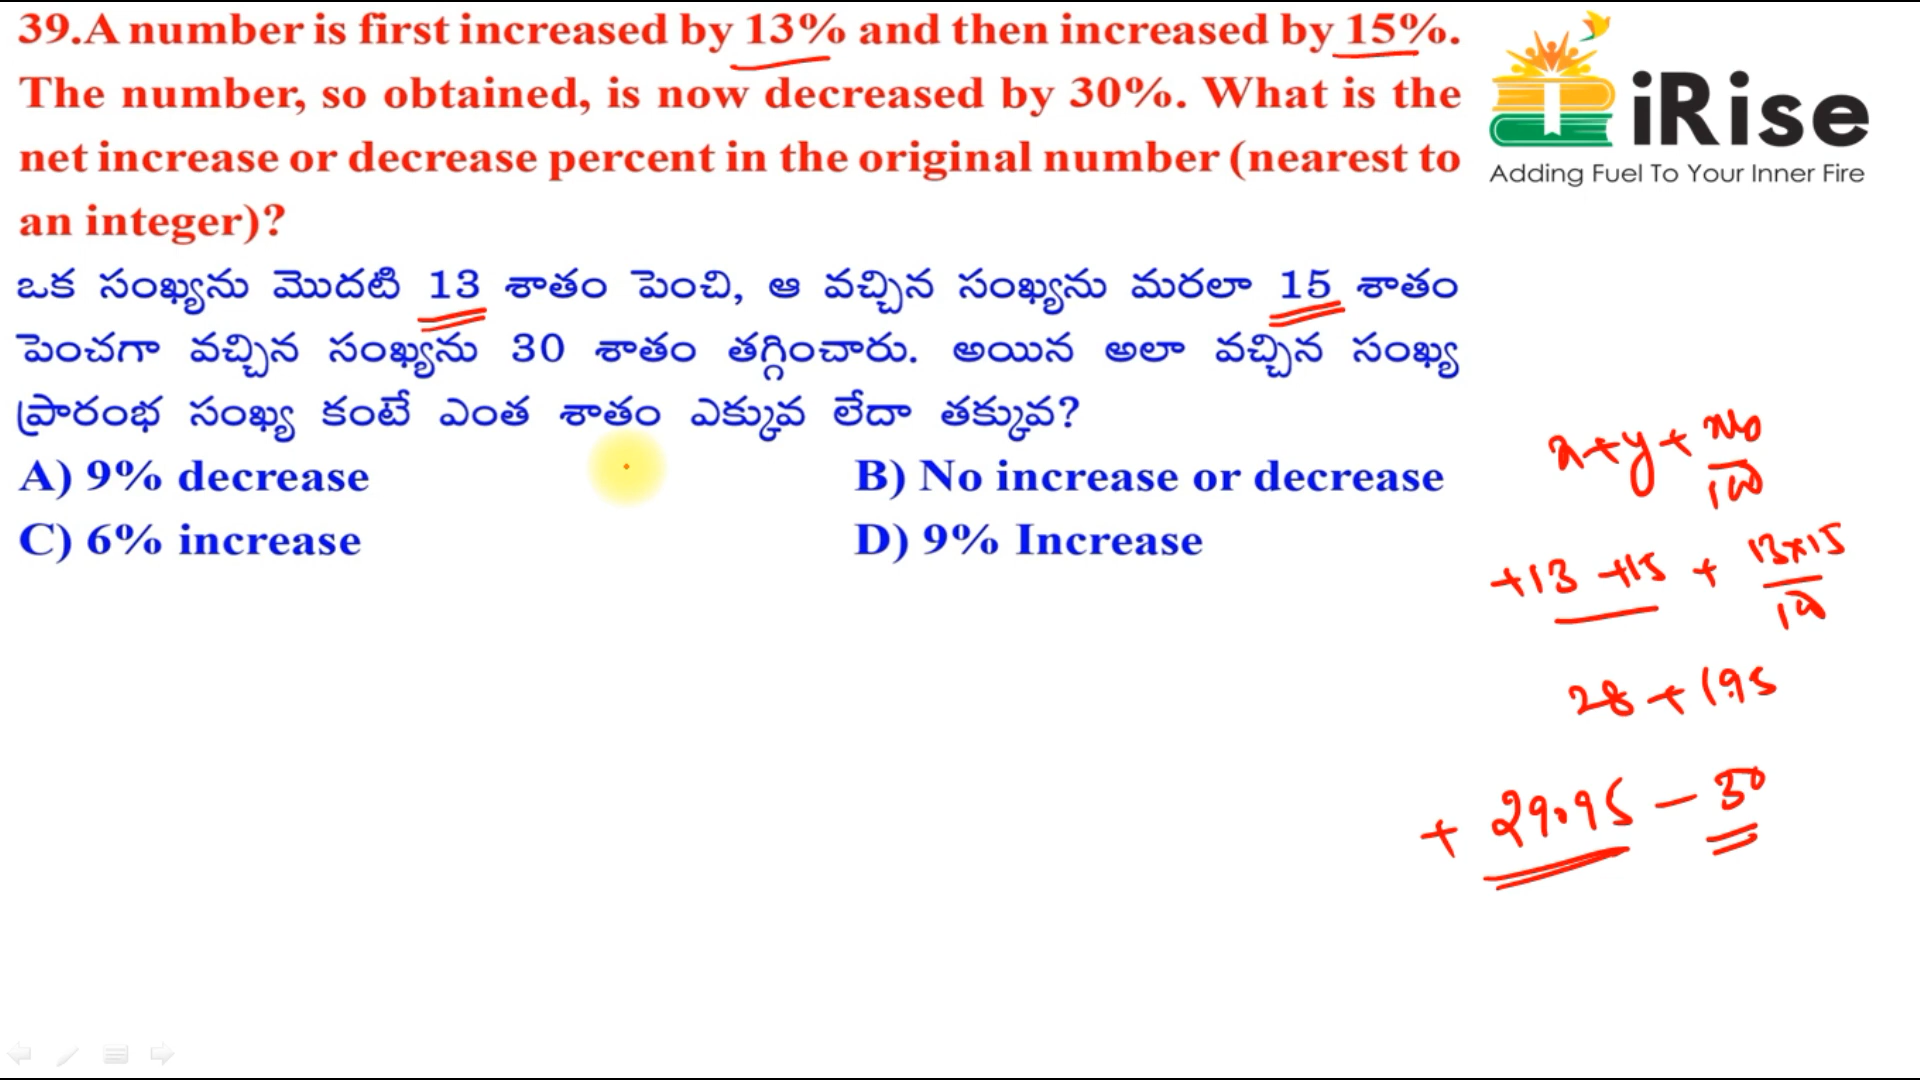 39.A number is first increased by 13% and then increased by 15%.
The number, so obtained, is now decreased by 30%. What is the
net increase or decrease percent in the original number (nearest to
an integer)?
ఒక సంఖ్యను మొదటి 13 శాతం పెంచి, ఆ వచ్చిన సంఖ్యను మరలా 15 శాతం
పెంచగా వచ్చిన సంఖ్యను 30 శాతం తగ్గించారు. అయిన అలా వచ్చిన సంఖ్య
ప్రారంభ సంఖ్య కంటే ఎంత శాతం ఎక్కువ లేదా తక్కువ?
A) 9% decrease B) No increase or decrease
C) 6% increase D) 9% Increase
iRise
Adding Fuel To Your Inner Fire
x+y+
100
+13 +15 + 13×15
100
28 + 1.95
+ 29.95 - 30